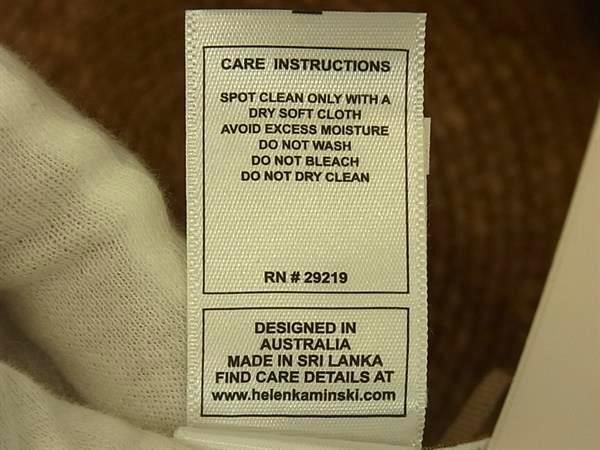 CARE INSTRUCTIONS
SPOT CLEAN ONLY WITH A
DRY SOFT CLOTH
AVOID EXCESS MOISTURE
DO NOT WASH
DO NOT BLEACH
DO NOT DRY CLEAN
RN # 29219
DESIGNED IN
AUSTRALIA
MADE IN SRI LANKA
FIND CARE DETAILS AT
www.helenkaminski.com